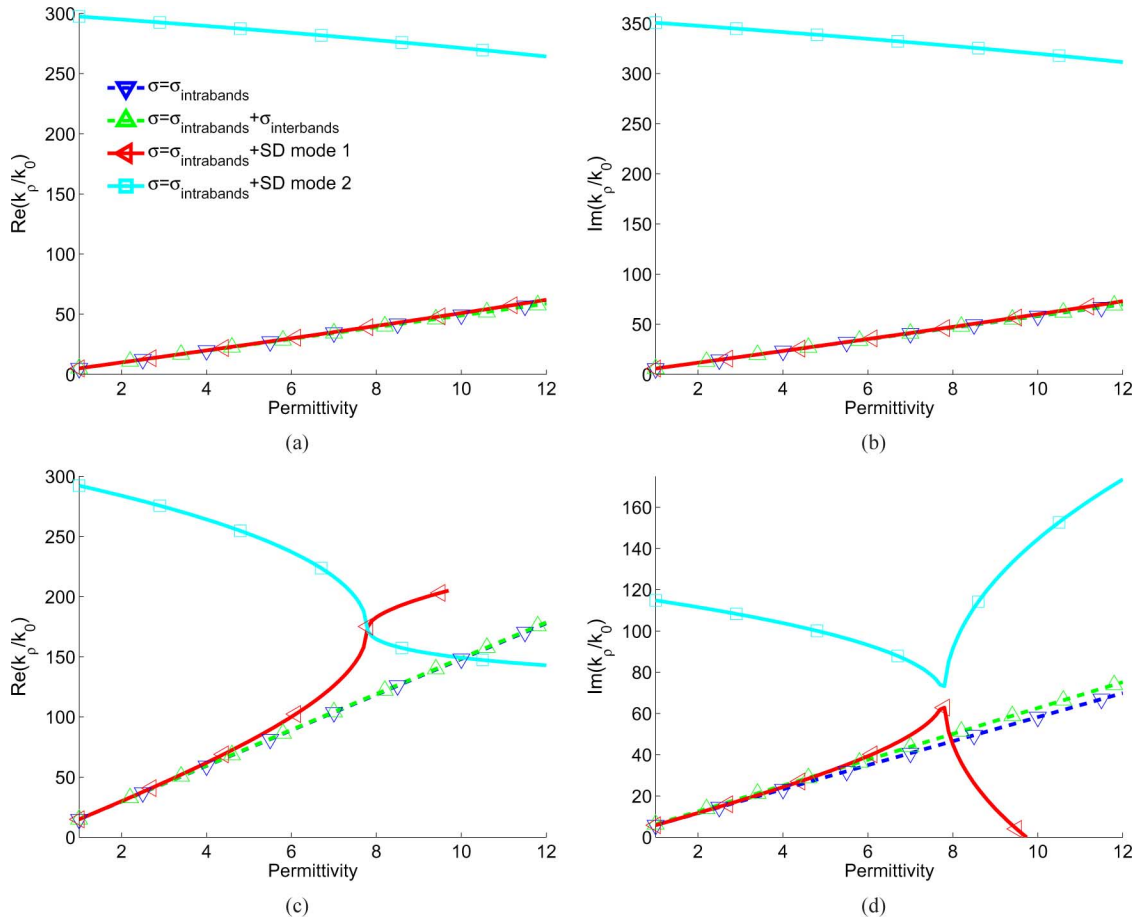 300
250
200
150
100
50
0
Re(kρ/k0)
2 4 6 8 10 12
Permittivity
σ=σintrabands
σ=σintrabands+σinterbands
σ=σintrabands+SD mode 1
σ=σintrabands+SD mode 2
(a)
350
300
250
200
150
100
50
0
Im(kρ/k0)
2 4 6 8 10 12
Permittivity
(b)
300
250
200
150
100
50
0
Re(kρ/k0)
2 4 6 8 10 12
Permittivity
(c)
160
140
120
100
80
60
40
20
0
Im(kρ/k0)
2 4 6 8 10 12
Permittivity
(d)